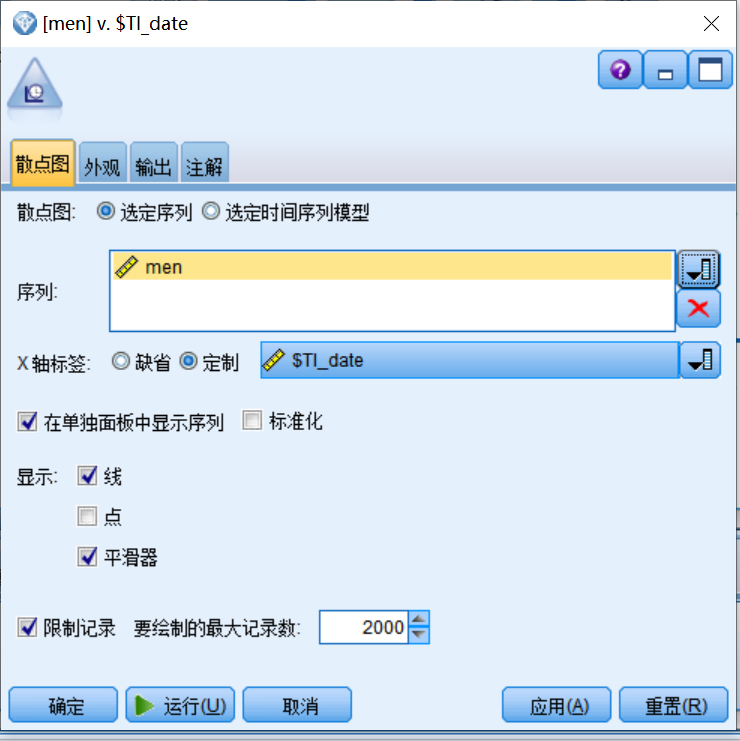 [men] v. $TI_date
散点图 外观 输出 注解
散点图: 选定序列 选定时间序列模型
序列: men
X 轴标签: 缺省 定制 $TI_date
在单独面板中显示序列 标准化
显示: 线
点
平滑器
限制记录 要绘制的最大记录数: 2000
确定 运行(U) 取消 应用(A) 重置(R)